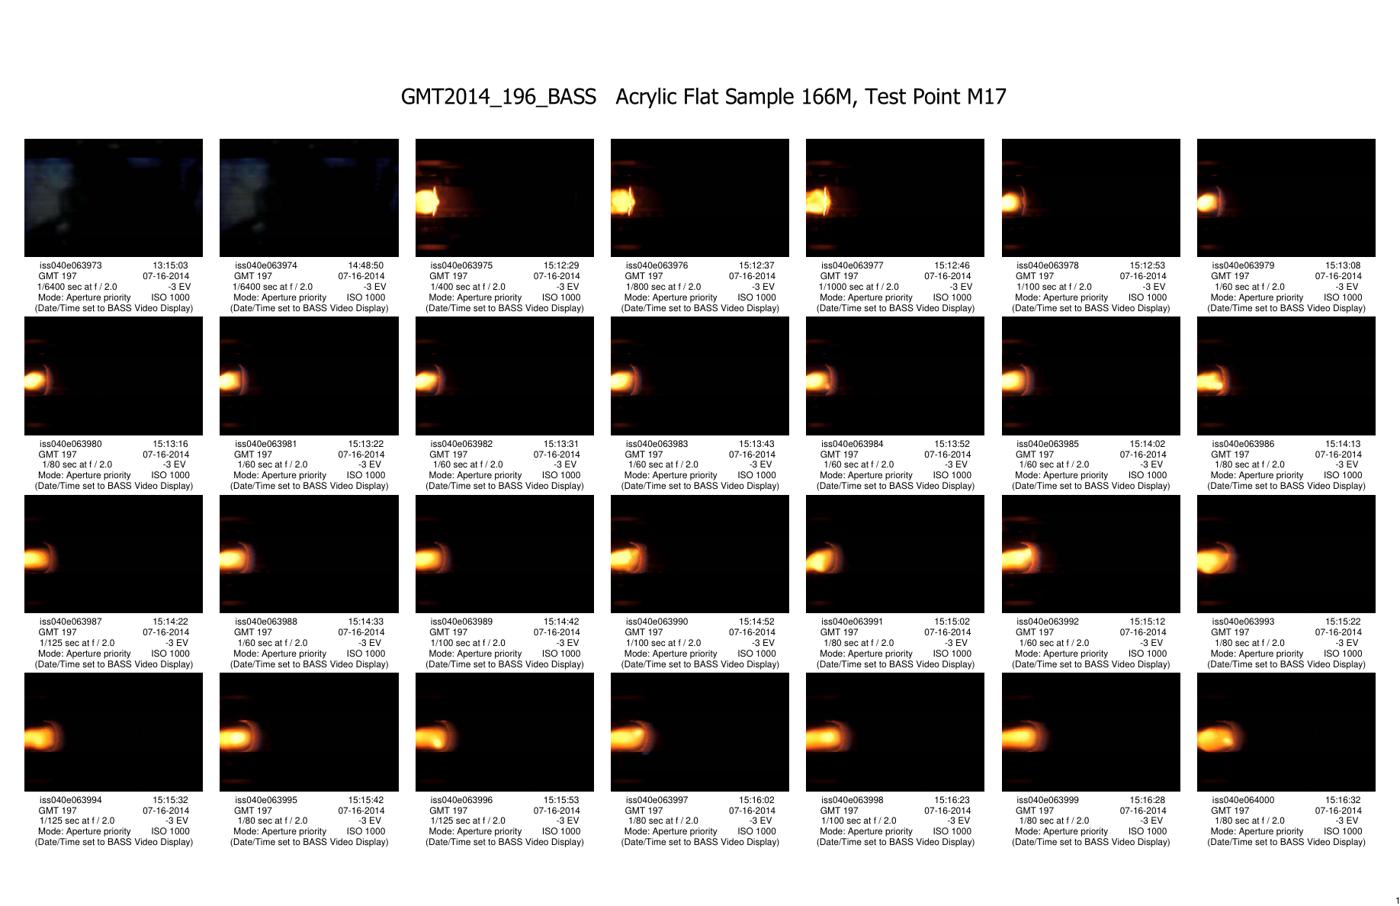 GMT2014_196_BASS Acrylic Flat Sample 166M, Test Point M17
iss040e063973 13:15:03
GMT 197 07-16-2014
1/6400 sec at f / 2.0 -3 EV
Mode: Aperture priority ISO 1000
(Date/Time set to BASS Video Display)
iss040e063974 14:48:50
GMT 197 07-16-2014
1/6400 sec at f / 2.0 -3 EV
Mode: Aperture priority ISO 1000
(Date/Time set to BASS Video Display)
iss040e063975 15:12:29
GMT 197 07-16-2014
1/400 sec at f / 2.0 -3 EV
Mode: Aperture priority ISO 1000
(Date/Time set to BASS Video Display)
iss040e063976 15:12:37
GMT 197 07-16-2014
1/800 sec at f / 2.0 -3 EV
Mode: Aperture priority ISO 1000
(Date/Time set to BASS Video Display)
iss040e063977 15:12:46
GMT 197 07-16-2014
1/1000 sec at f / 2.0 -3 EV
Mode: Aperture priority ISO 1000
(Date/Time set to BASS Video Display)
iss040e063978 15:12:53
GMT 197 07-16-2014
1/100 sec at f / 2.0 -3 EV
Mode: Aperture priority ISO 1000
(Date/Time set to BASS Video Display)
iss040e063979 15:13:08
GMT 197 07-16-2014
1/60 sec at f / 2.0 -3 EV
Mode: Aperture priority ISO 1000
(Date/Time set to BASS Video Display)
iss040e063980 15:13:16
GMT 197 07-16-2014
1/80 sec at f / 2.0 -3 EV
Mode: Aperture priority ISO 1000
(Date/Time set to BASS Video Display)
iss040e063981 15:13:22
GMT 197 07-16-2014
1/60 sec at f / 2.0 -3 EV
Mode: Aperture priority ISO 1000
(Date/Time set to BASS Video Display)
iss040e063982 15:13:31
GMT 197 07-16-2014
1/60 sec at f / 2.0 -3 EV
Mode: Aperture priority ISO 1000
(Date/Time set to BASS Video Display)
iss040e063983 15:13:43
GMT 197 07-16-2014
1/60 sec at f / 2.0 -3 EV
Mode: Aperture priority ISO 1000
(Date/Time set to BASS Video Display)
iss040e063984 15:13:52
GMT 197 07-16-2014
1/60 sec at f / 2.0 -3 EV
Mode: Aperture priority ISO 1000
(Date/Time set to BASS Video Display)
iss040e063985 15:14:02
GMT 197 07-16-2014
1/60 sec at f / 2.0 -3 EV
Mode: Aperture priority ISO 1000
(Date/Time set to BASS Video Display)
iss040e063986 15:14:13
GMT 197 07-16-2014
1/80 sec at f / 2.0 -3 EV
Mode: Aperture priority ISO 1000
(Date/Time set to BASS Video Display)
iss040e063987 15:14:22
GMT 197 07-16-2014
1/125 sec at f / 2.0 -3 EV
Mode: Aperture priority ISO 1000
(Date/Time set to BASS Video Display)
iss040e063988 15:14:33
GMT 197 07-16-2014
1/60 sec at f / 2.0 -3 EV
Mode: Aperture priority ISO 1000
(Date/Time set to BASS Video Display)
iss040e063989 15:14:42
GMT 197 07-16-2014
1/100 sec at f / 2.0 -3 EV
Mode: Aperture priority ISO 1000
(Date/Time set to BASS Video Display)
iss040e063990 15:14:52
GMT 197 07-16-2014
1/100 sec at f / 2.0 -3 EV
Mode: Aperture priority ISO 1000
(Date/Time set to BASS Video Display)
iss040e063991 15:15:02
GMT 197 07-16-2014
1/80 sec at f / 2.0 -3 EV
Mode: Aperture priority ISO 1000
(Date/Time set to BASS Video Display)
iss040e063992 15:15:12
GMT 197 07-16-2014
1/60 sec at f / 2.0 -3 EV
Mode: Aperture priority ISO 1000
(Date/Time set to BASS Video Display)
iss040e063993 15:15:22
GMT 197 07-16-2014
1/80 sec at f / 2.0 -3 EV
Mode: Aperture priority ISO 1000
(Date/Time set to BASS Video Display)
iss040e063994 15:15:32
GMT 197 07-16-2014
1/125 sec at f / 2.0 -3 EV
Mode: Aperture priority ISO 1000
(Date/Time set to BASS Video Display)
iss040e063995 15:15:42
GMT 197 07-16-2014
1/80 sec at f / 2.0 -3 EV
Mode: Aperture priority ISO 1000
(Date/Time set to BASS Video Display)
iss040e063996 15:15:53
GMT 197 07-16-2014
1/125 sec at f / 2.0 -3 EV
Mode: Aperture priority ISO 1000
(Date/Time set to BASS Video Display)
iss040e063997 15:16:02
GMT 197 07-16-2014
1/80 sec at f / 2.0 -3 EV
Mode: Aperture priority ISO 1000
(Date/Time set to BASS Video Display)
iss040e063998 15:16:23
GMT 197 07-16-2014
1/100 sec at f / 2.0 -3 EV
Mode: Aperture priority ISO 1000
(Date/Time set to BASS Video Display)
iss040e063999 15:16:28
GMT 197 07-16-2014
1/80 sec at f / 2.0 -3 EV
Mode: Aperture priority ISO 1000
(Date/Time set to BASS Video Display)
iss040e064000 15:16:32
GMT 197 07-16-2014
1/80 sec at f / 2.0 -3 EV
Mode: Aperture priority ISO 1000
(Date/Time set to BASS Video Display)